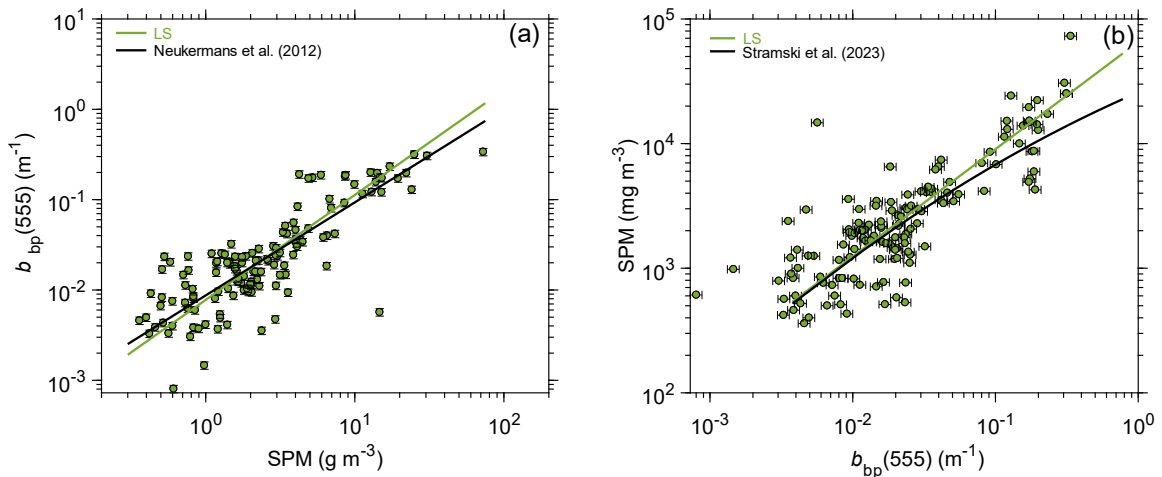 (a)
LS
Neukermans et al. (2012)
b_bp(555) (m^-1)
10^1
10^0
10^-1
10^-2
10^-3
10^0
10^1
10^2
SPM (g m^-3)
(b)
LS
Stramski et al. (2023)
SPM (mg m^-3)
10^5
10^4
10^3
10^2
10^-3
10^-2
10^-1
10^0
b_bp(555) (m^-1)